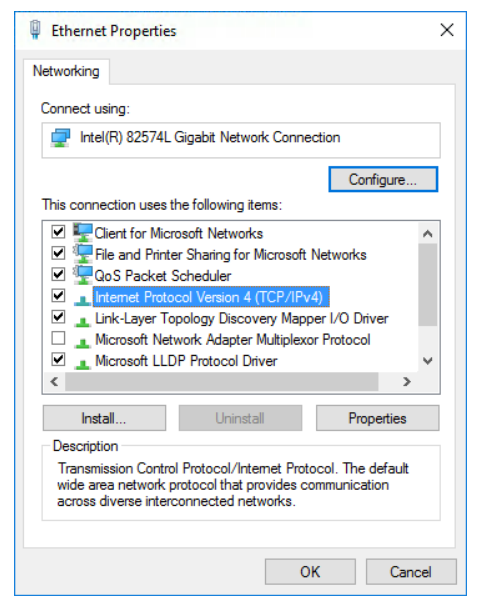 Ethernet Properties
Networking
Connect using:
Intel(R) 82574L Gigabit Network Connection
Configure...
This connection uses the following items:
Client for Microsoft Networks
File and Printer Sharing for Microsoft Networks
QoS Packet Scheduler
Internet Protocol Version 4 (TCP/IPv4)
Link-Layer Topology Discovery Mapper I/O Driver
Microsoft Network Adapter Multiplexor Protocol
Microsoft LLDP Protocol Driver
Install... Uninstall Properties
Description
Transmission Control Protocol/Internet Protocol. The default
wide area network protocol that provides communication
across diverse interconnected networks.
OK Cancel